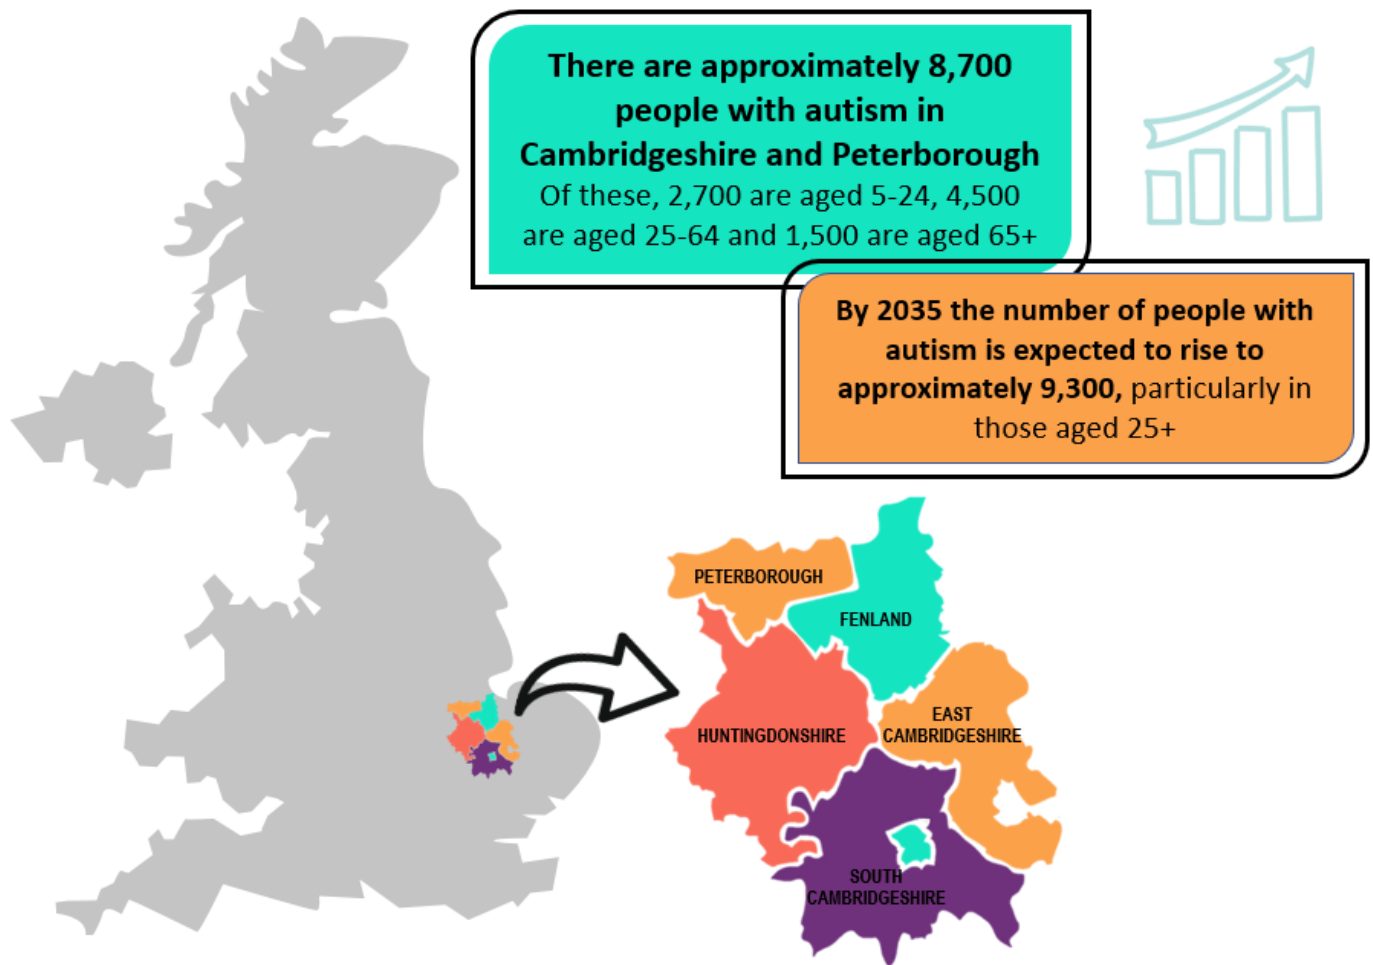 There are approximately 8,700
people with autism in
Cambridgeshire and Peterborough
Of these, 2,700 are aged 5-24, 4,500
are aged 25-64 and 1,500 are aged 65+
By 2035 the number of people with
autism is expected to rise to
approximately 9,300, particularly in
those aged 25+
PETERBOROUGH
FENLAND
EAST
CAMBRIDGESHIRE
HUNTINGDONSHIRE
SOUTH
CAMBRIDGESHIRE